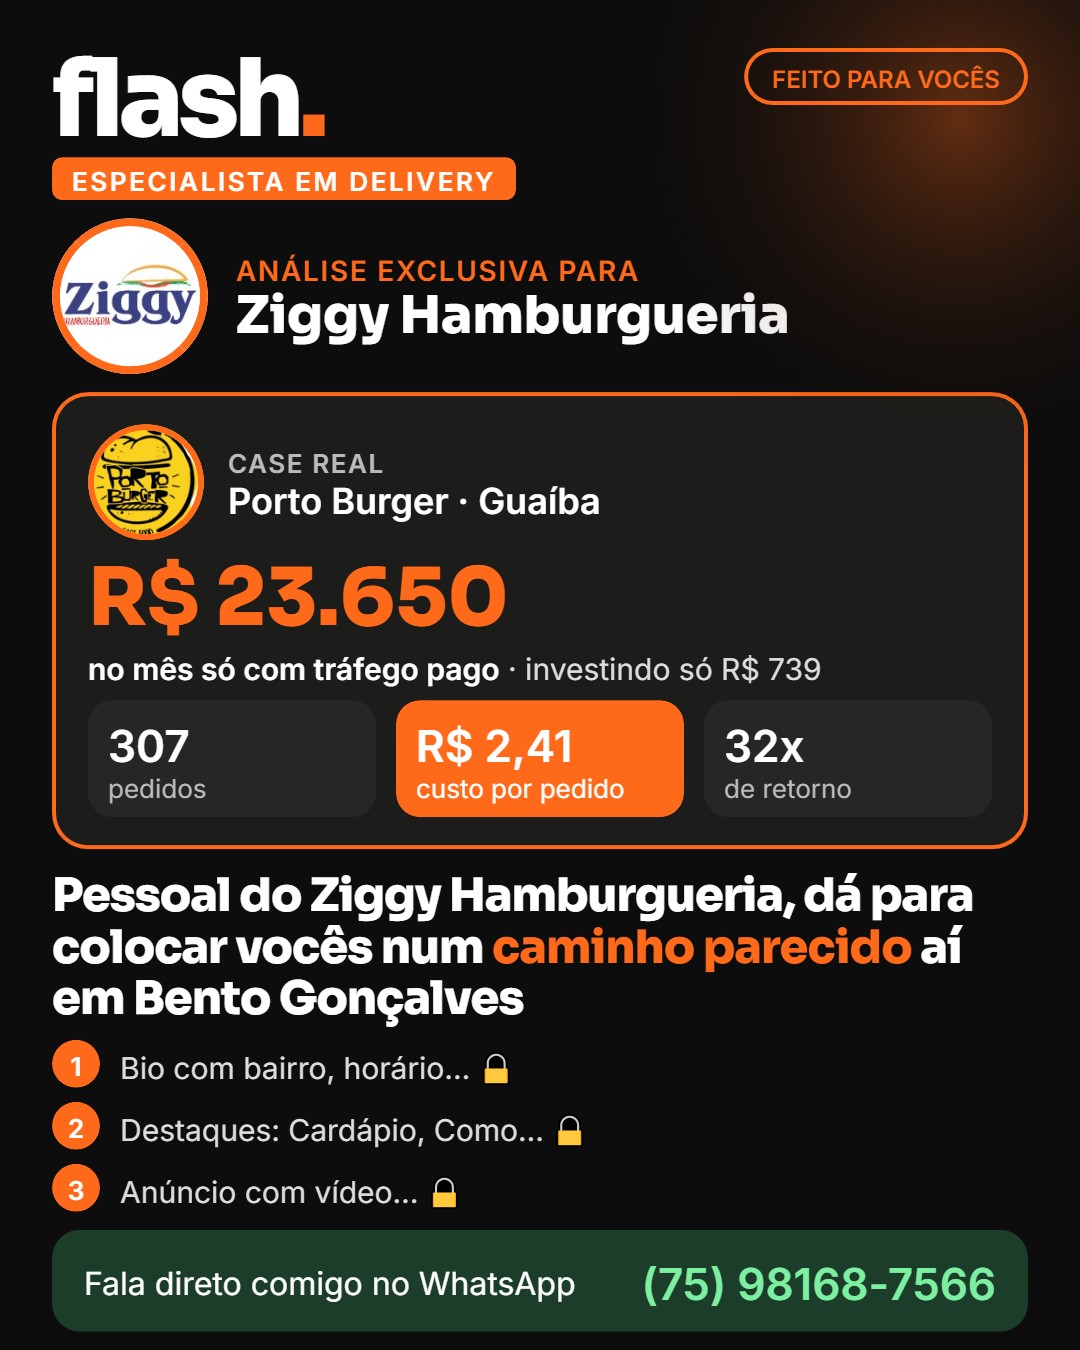 flash.
FEITO PARA VOCÊS
ESPECIALISTA EM DELIVERY
Ziggy
HAMBURGUERIA
ANÁLISE EXCLUSIVA PARA
Ziggy Hamburgueria
PORTO
BURGER
CASE REAL
Porto Burger · Guaíba
R$ 23.650
no mês só com tráfego pago · investindo só R$ 739
307
pedidos
R$ 2,41
custo por pedido
32x
de retorno
Pessoal do Ziggy Hamburgueria, dá para
colocar vocês num caminho parecido aí
em Bento Gonçalves
1 Bio com bairro, horário... 🔒
2 Destaques: Cardápio, Como... 🔒
3 Anúncio com vídeo... 🔒
Fala direto comigo no WhatsApp (75) 98168-7566